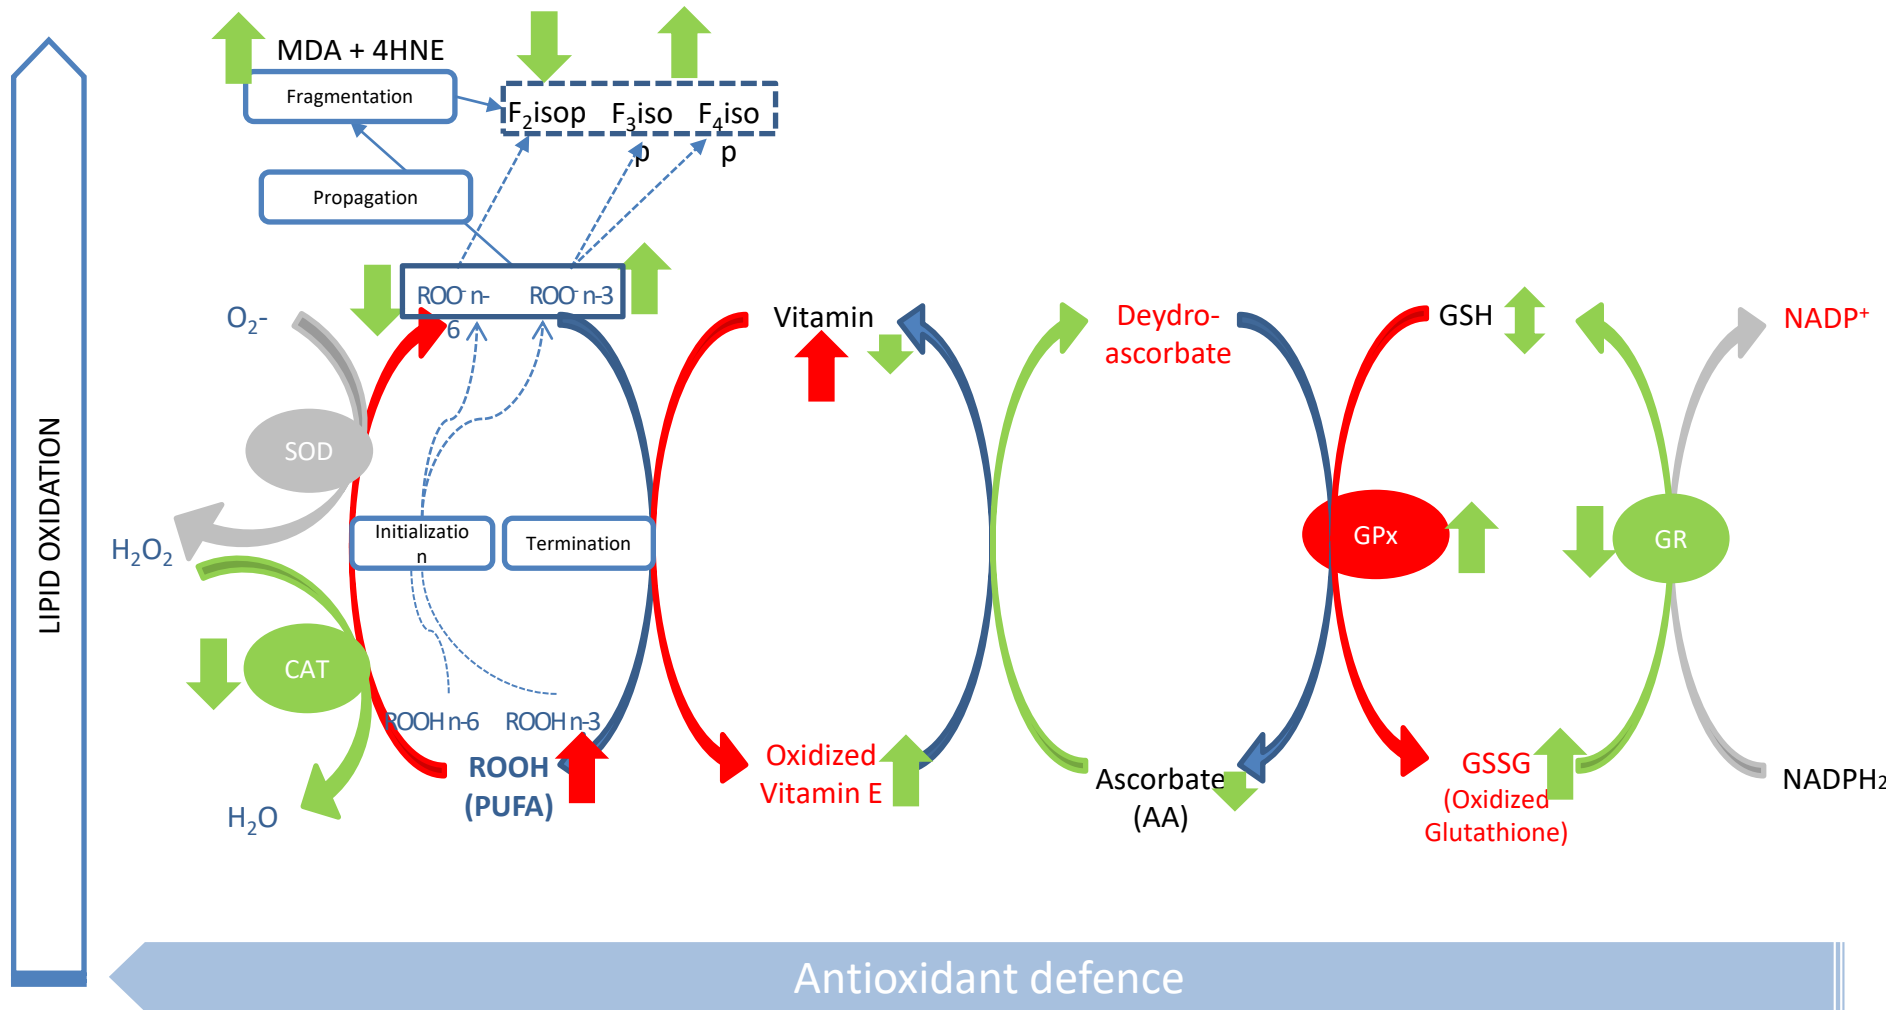 MDA + 4HNE
Fragmentation
F₂isop
F₃iso
p
F₄iso
p
Propagation
ROO⁻ n-
6
ROO⁻ n-3
O₂-
Vitamin
Deydro-
ascorbate
GSH
NADP⁺
SOD
LIPID OXIDATION
H₂O₂
Initializatio
n
Termination
GPx
GR
CAT
ROOH n-6
ROOH n-3
ROOH
(PUFA)
Oxidized
Vitamin E
Ascorbate
(AA)
GSSG
(Oxidized
Glutathione)
NADPH₂
H₂O
Antioxidant defence